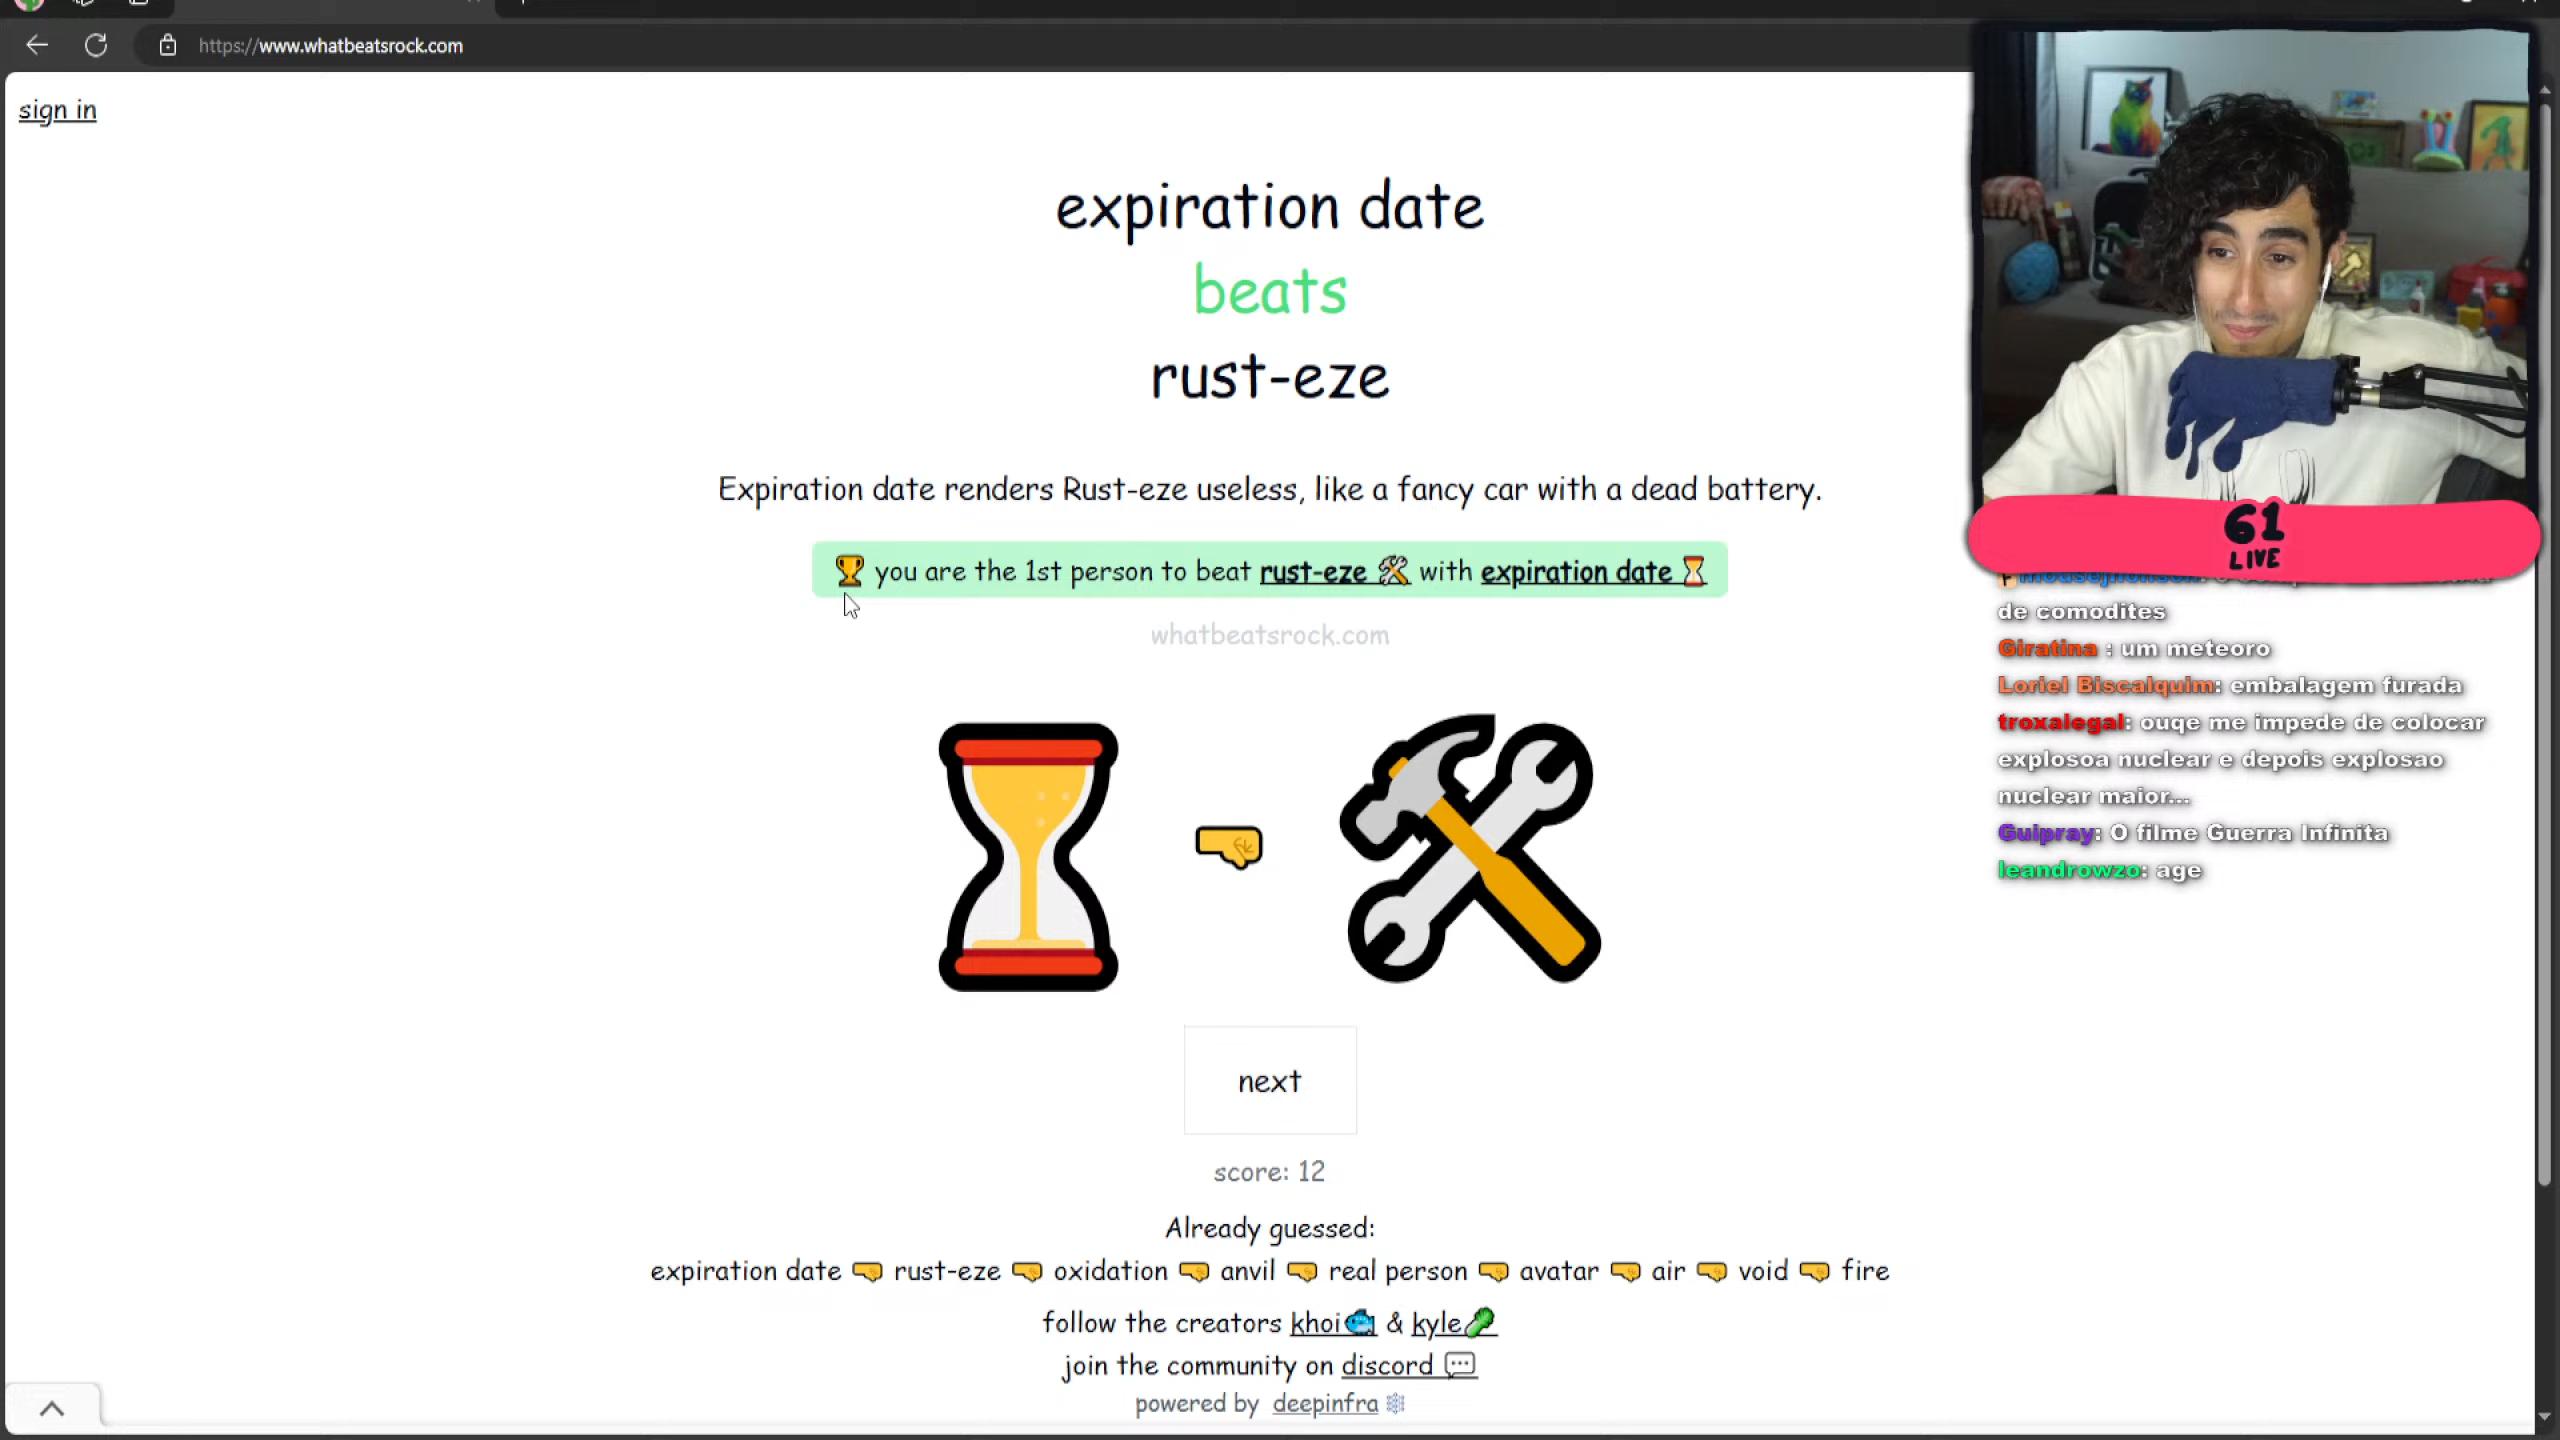 https://www.whatbeatsrock.com
sign in
expiration date
beats
rust-eze
Expiration date renders Rust-eze useless, like a fancy car with a dead battery.
🏆 you are the 1st person to beat rust-eze 🛠 with expiration date ⏳
whatbeatsrock.com
next
score: 12
Already guessed:
expiration date 🤜 rust-eze 🤜 oxidation 🤜 anvil 🤜 real person 🤜 avatar 🤜 air 🤜 void 🤜 fire
follow the creators khoi🐟 & kyle🥬
join the community on discord 💬
powered by deepinfra
61
LIVE
de comodites
Giratina : um meteoro
Loriel Biscalquim: embalagem furada
troxalegal: ouqe me impede de colocar
explosoa nuclear e depois explosao
nuclear maior...
Guipray: O filme Guerra Infinita
leandrowzo: age